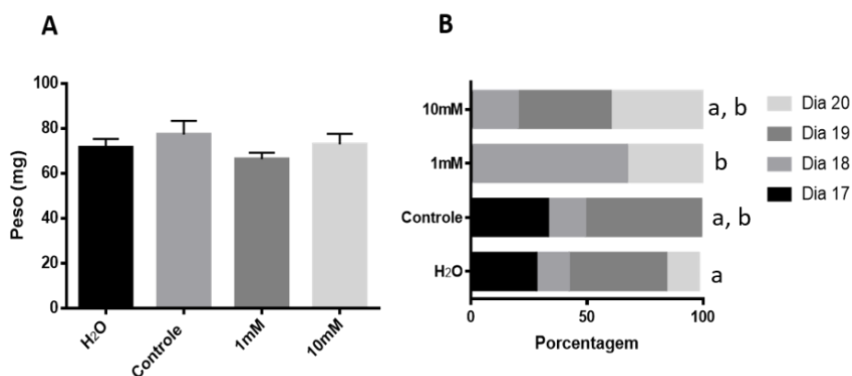 A
Peso (mg)
100
80
60
40
20
0
H2O
Controle
1mM
10mM
B
10mM
a, b
1mM
b
Controle
a, b
H2O
a
0
50
100
Porcentagem
Dia 20
Dia 19
Dia 18
Dia 17